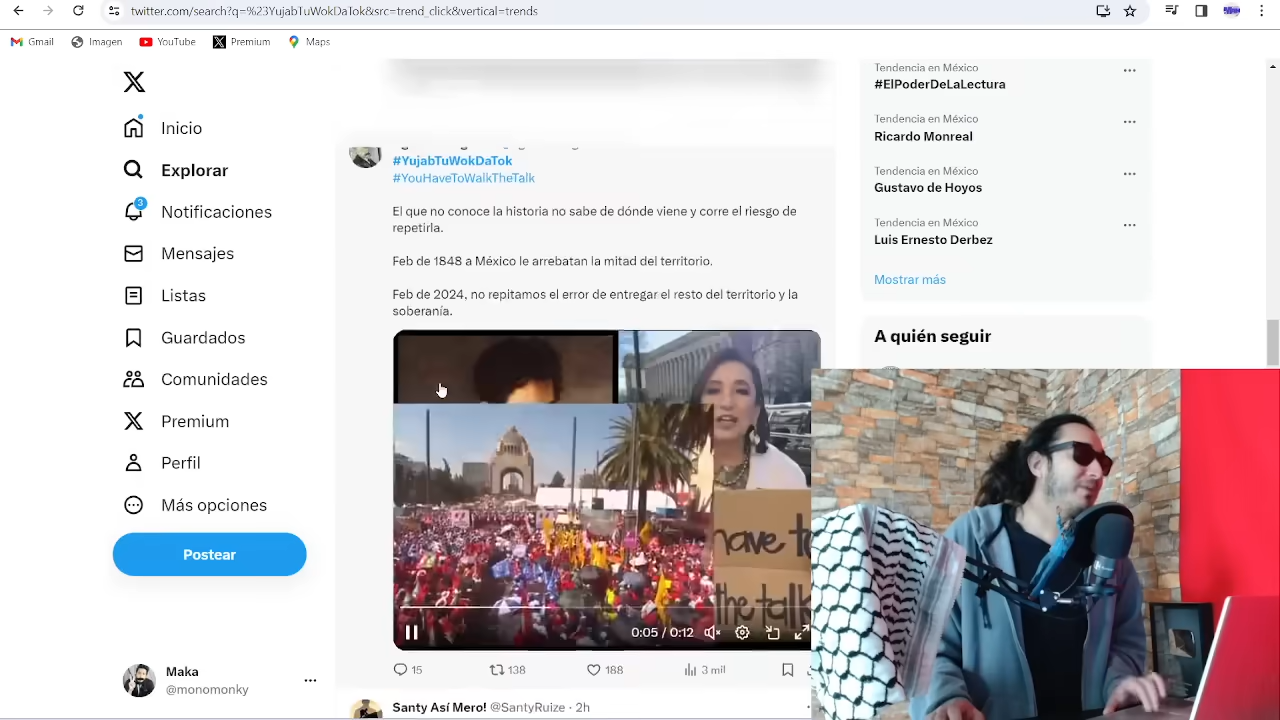 twitter.com/search?q=%23YujabTuWokDaTok&src=trend_click&vertical=trends
Gmail
Imagen
YouTube
Premium
Maps
Inicio
Explorar
3
Notificaciones
Mensajes
Listas
Guardados
Comunidades
Premium
Perfil
Más opciones
Postear
Maka
@monomonky
#YujabTuWokDaTok
#YouHaveToWalkTheTalk
El que no conoce la historia no sabe de dónde viene y corre el riesgo de
repetirla.
Feb de 1848 a México le arrebatan la mitad del territorio.
Feb de 2024, no repitamos el error de entregar el resto del territorio y la
soberanía.
have to
the talk
0:05 / 0:12
15
138
188
3 mil
Santy Así Mero! @SantyRuize · 2h
Tendencia en México
#ElPoderDeLaLectura
Tendencia en México
Ricardo Monreal
Tendencia en México
Gustavo de Hoyos
Tendencia en México
Luis Ernesto Derbez
Mostrar más
A quién seguir